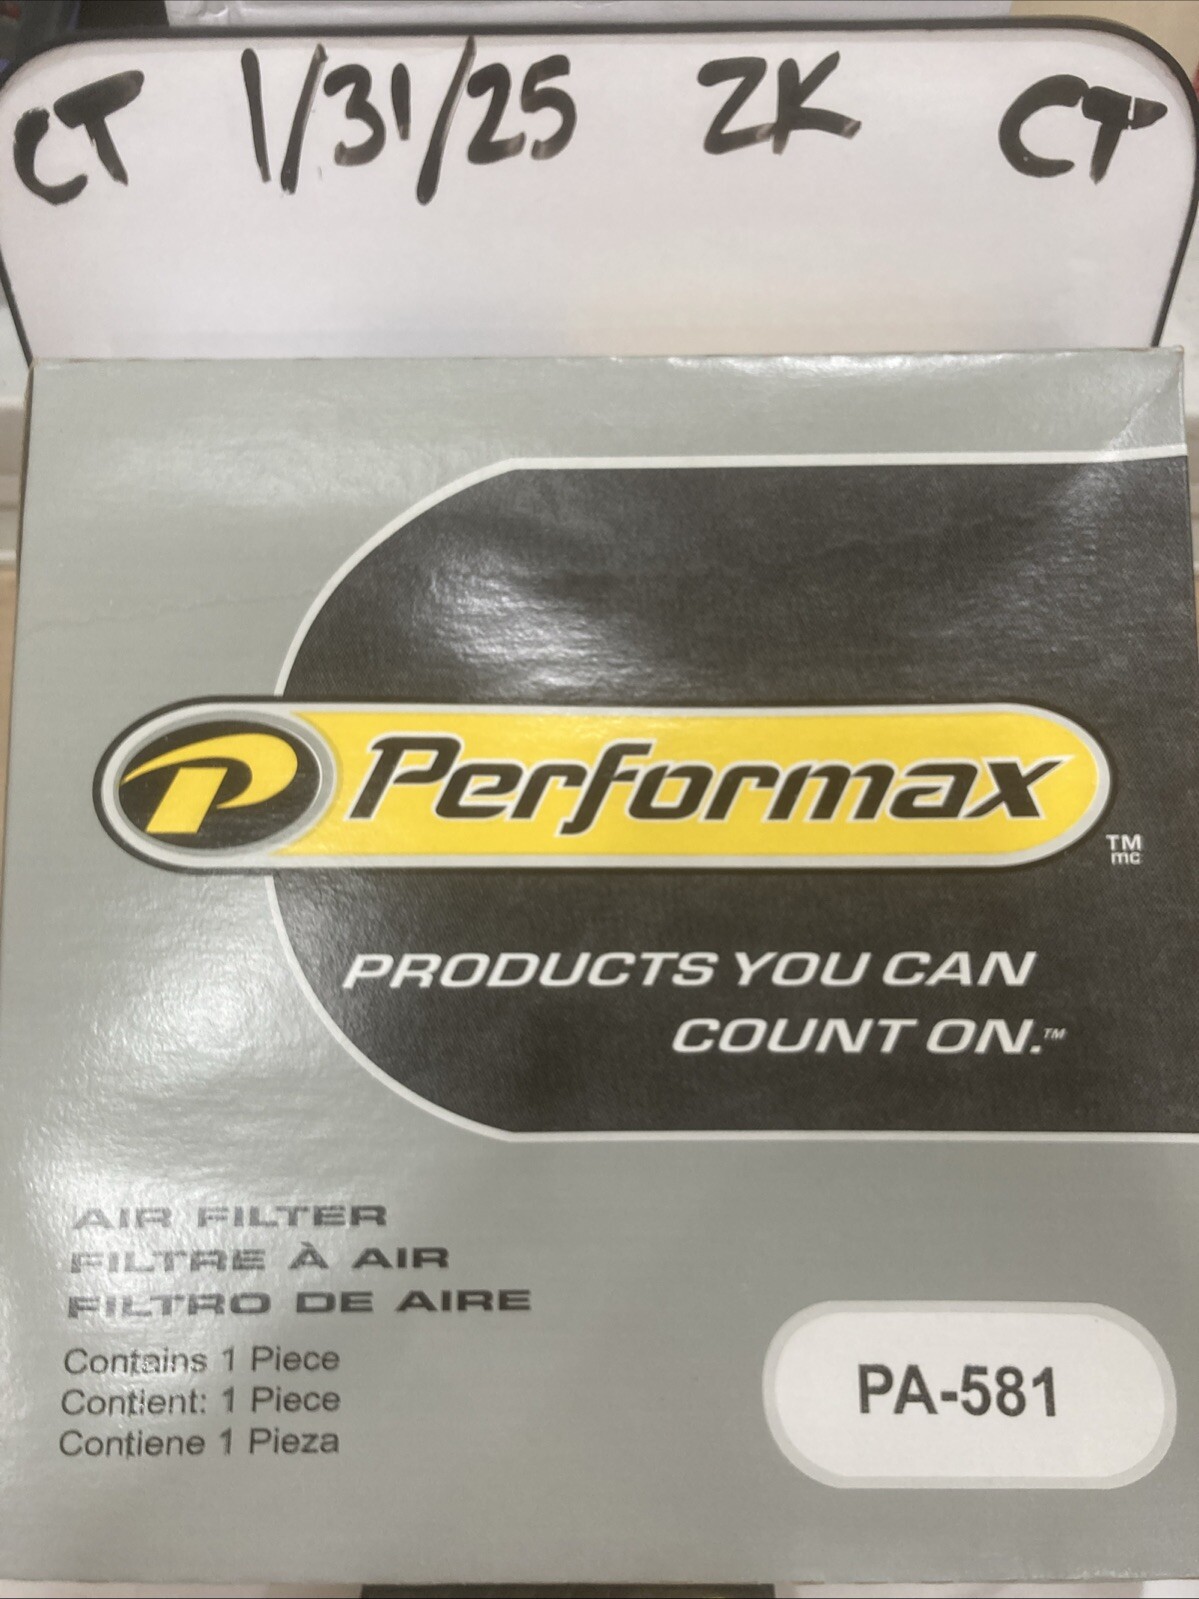 CT 1/31/25 ZK CT
Performax
TM
mc
PRODUCTS YOU CAN
COUNT ON.™
AIR FILTER
FILTRE À AIR
FILTRO DE AIRE
Contains 1 Piece
Contient: 1 Piece
Contiene 1 Pieza
PA-581